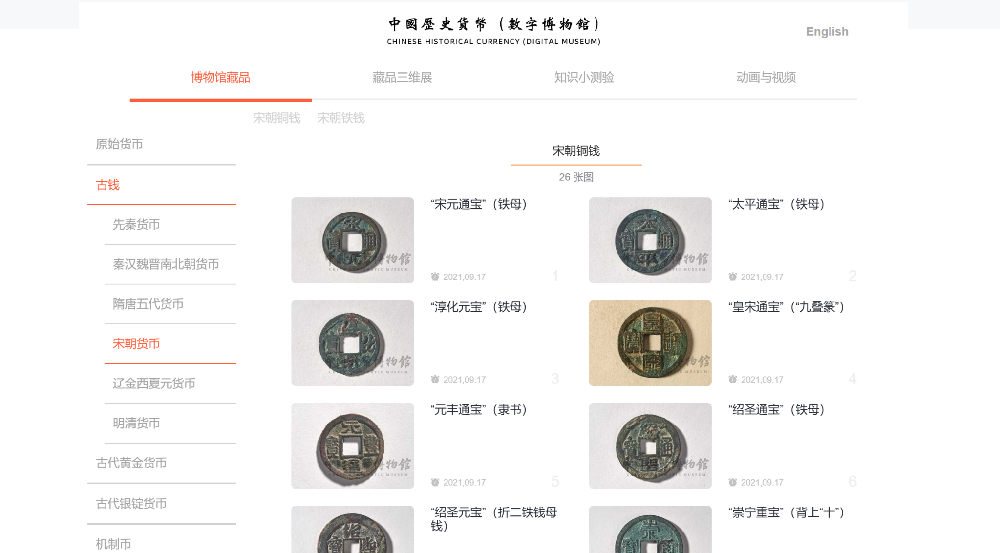 中國歷史貨幣（數字博物館）
CHINESE HISTORICAL CURRENCY (DIGITAL MUSEUM)
English
博物馆藏品
藏品三维展
知识小测验
动画与视频
宋朝铜钱
宋朝铁钱
原始货币
古钱
先秦货币
秦汉魏晋南北朝货币
隋唐五代货币
宋朝货币
辽金西夏元货币
明清货币
古代黄金货币
古代银锭货币
机制币
宋朝铜钱
26 张图
“宋元通宝”（铁母）
2021,09.17
1
“太平通宝”（铁母）
2021,09.17
2
“淳化元宝”（铁母）
2021,09.17
3
“皇宋通宝”（“九叠篆”）
2021,09.17
4
“元丰通宝”（隶书）
2021,09.17
5
“绍圣通宝”（铁母）
2021,09.17
6
“绍圣元宝”（折二铁钱母
钱）
“崇宁重宝”（背上“十”）